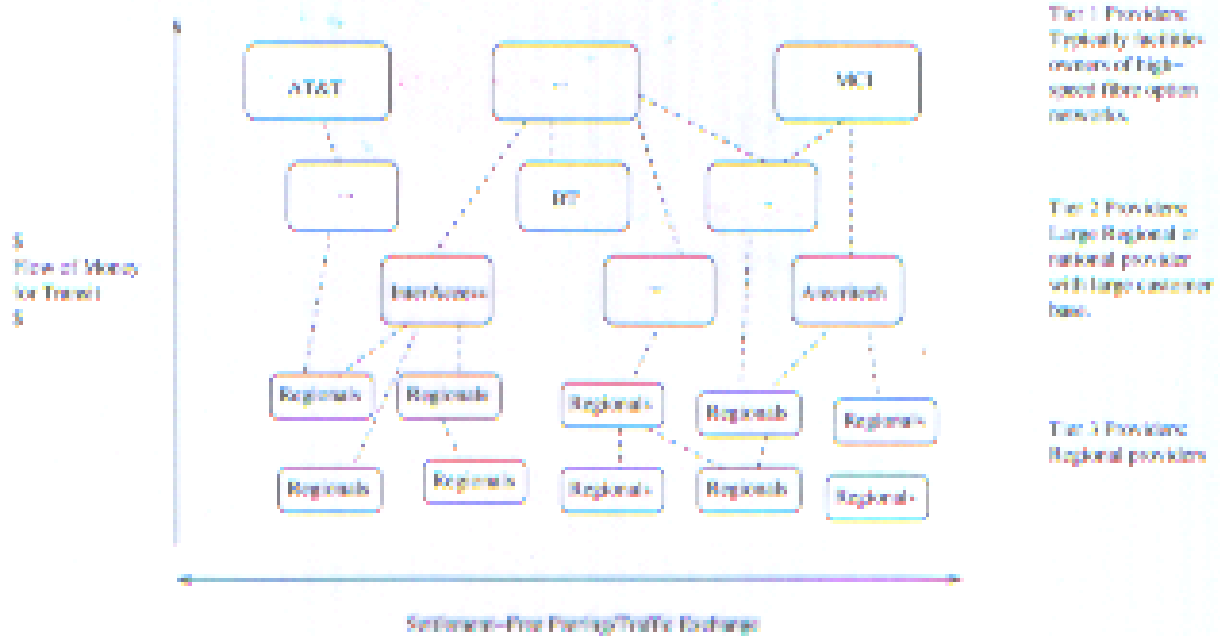 AT&T
...
MCI
Tier 1 Providers:
Typically facilities
owners of high-
speed fibre option
networks.
...
BT
...
Tier 2 Providers:
Large Regional or
national provider
with large customer
base.
$
Flow of Money
for Transit
$
InterAccess
...
Ameritech
Regionals
Regionals
Regionals
Regionals
Regionals
Tier 3 Providers:
Regional providers
Regionals
Regionals
Regionals
Regionals
Regionals
Settlement-Free Peering/Traffic Exchange